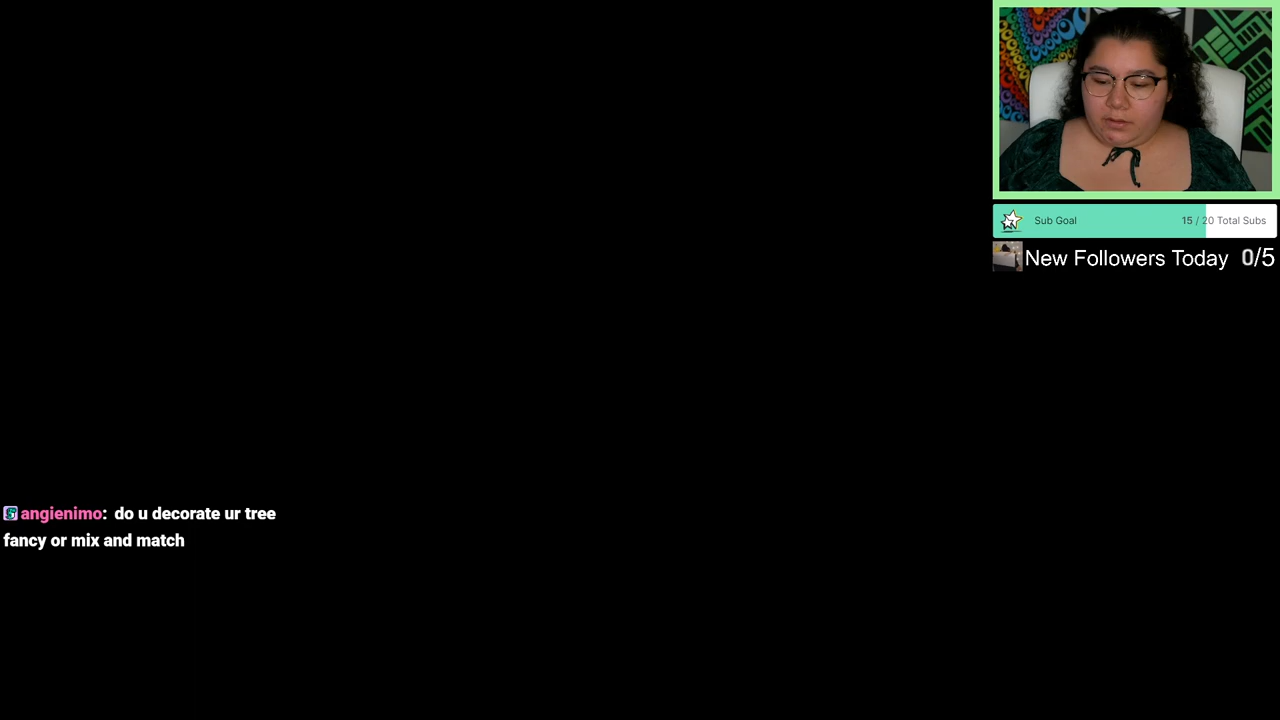 Sub Goal 15 / 20 Total Subs
New Followers Today 0/5
angienimo: do u decorate ur tree
fancy or mix and match